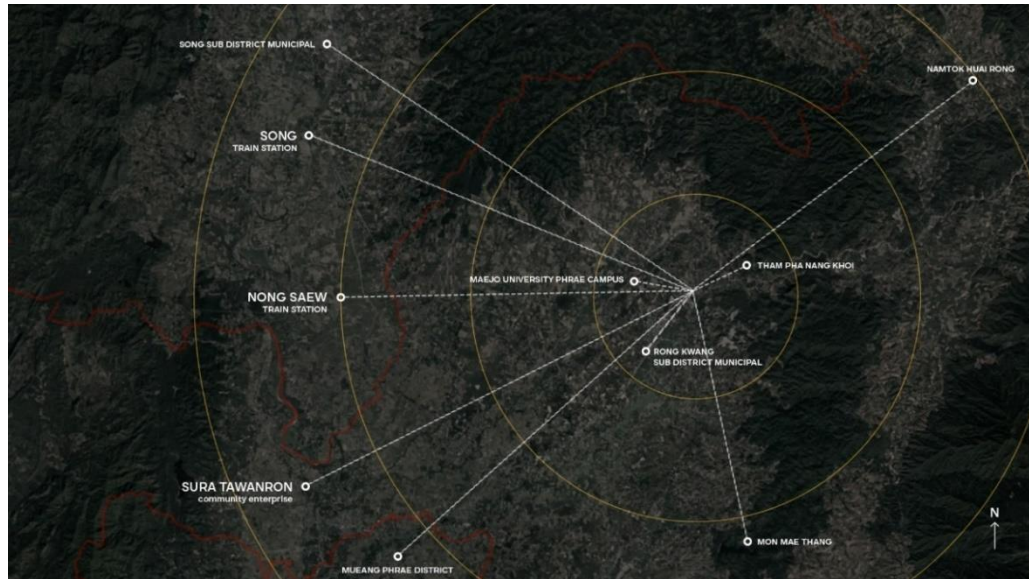 SONG SUB DISTRICT MUNICIPAL
NAMTOK HUAI RONG
SONG
TRAIN STATION
THAM PHA NANG KHOI
MAEJO UNIVERSITY PHRAE CAMPUS
NONG SAEW
TRAIN STATION
RONG KWANG
SUB DISTRICT MUNICIPAL
SURA TAWANRON
community enterprise
N
MON MAE THANG
MUEANG PHRAE DISTRICT